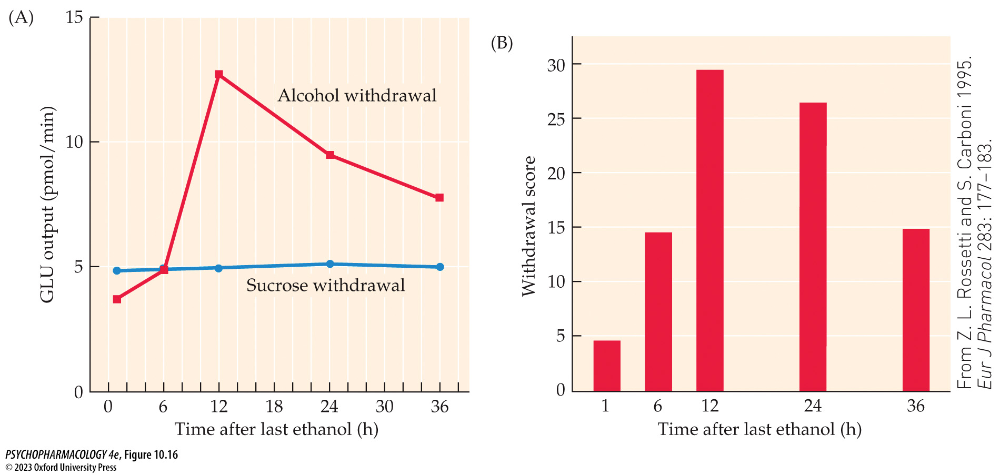 (A)
15
10
5
0
GLU output (pmol/min)
Alcohol withdrawal
Sucrose withdrawal
0 6 12 18 24 30 36
Time after last ethanol (h)
(B)
30
25
20
15
10
5
0
Withdrawal score
1 6 12 24 36
Time after last ethanol (h)
From Z. L. Rossetti and S. Carboni 1995.
Eur J Pharmacol 283: 177–183.
PSYCHOPHARMACOLOGY 4e, Figure 10.16
© 2023 Oxford University Press